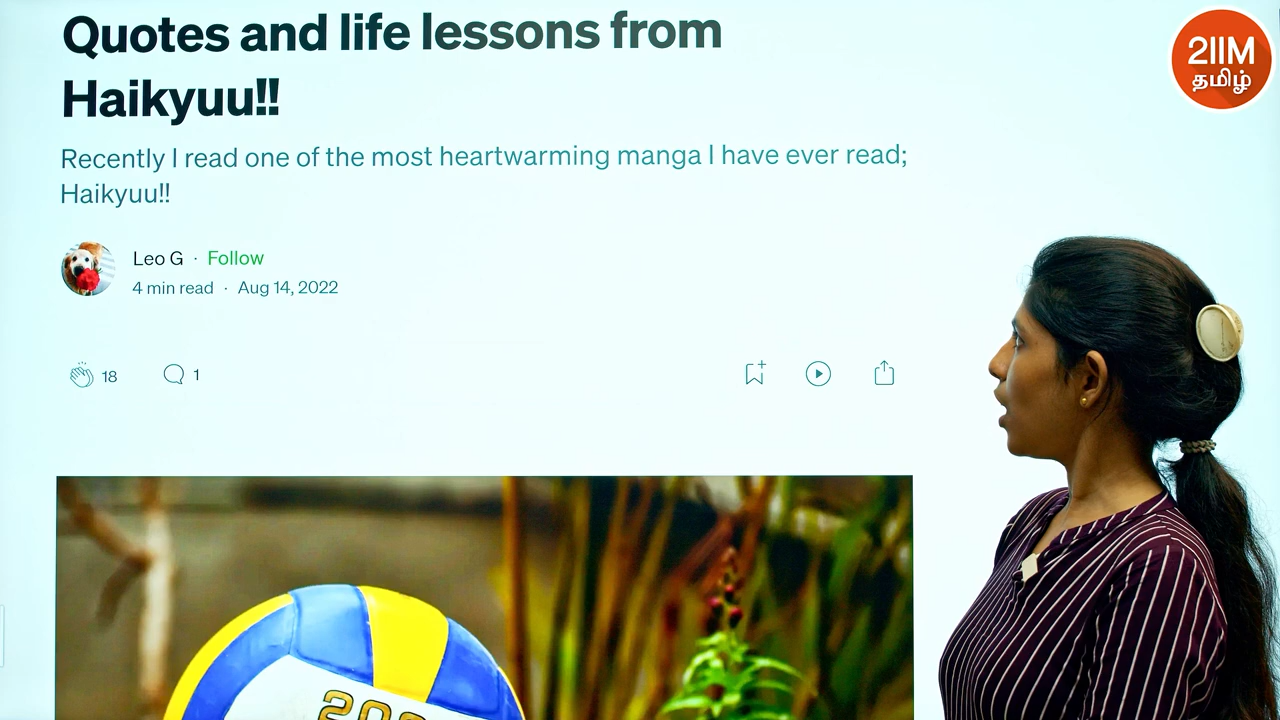 Quotes and life lessons from
Haikyuu!!
Recently I read one of the most heartwarming manga I have ever read;
Haikyuu!!
Leo G · Follow
4 min read · Aug 14, 2022
18
1
2IIM
தமிழ்